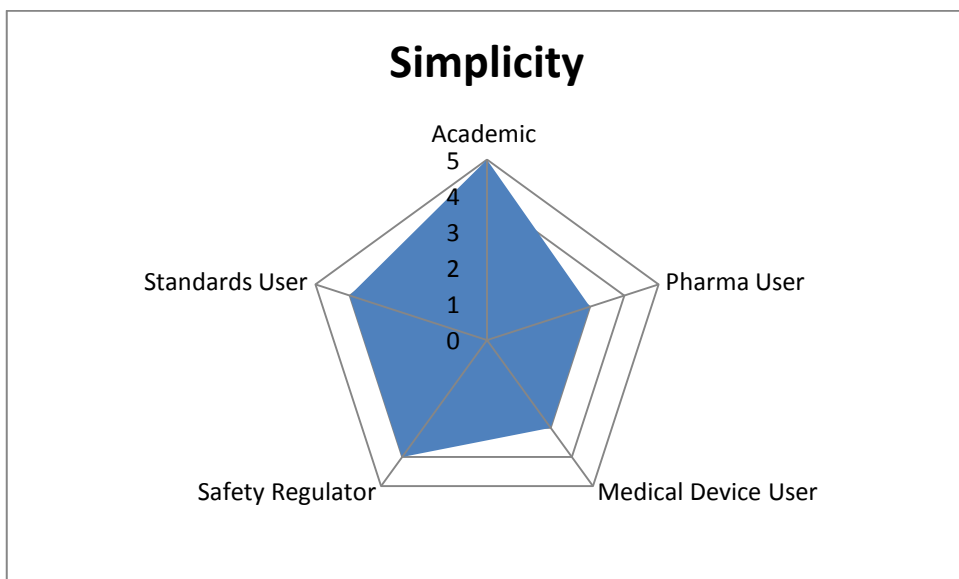 Simplicity
Academic
5
4
3
2
1
0
Standards User
Pharma User
Safety Regulator
Medical Device User